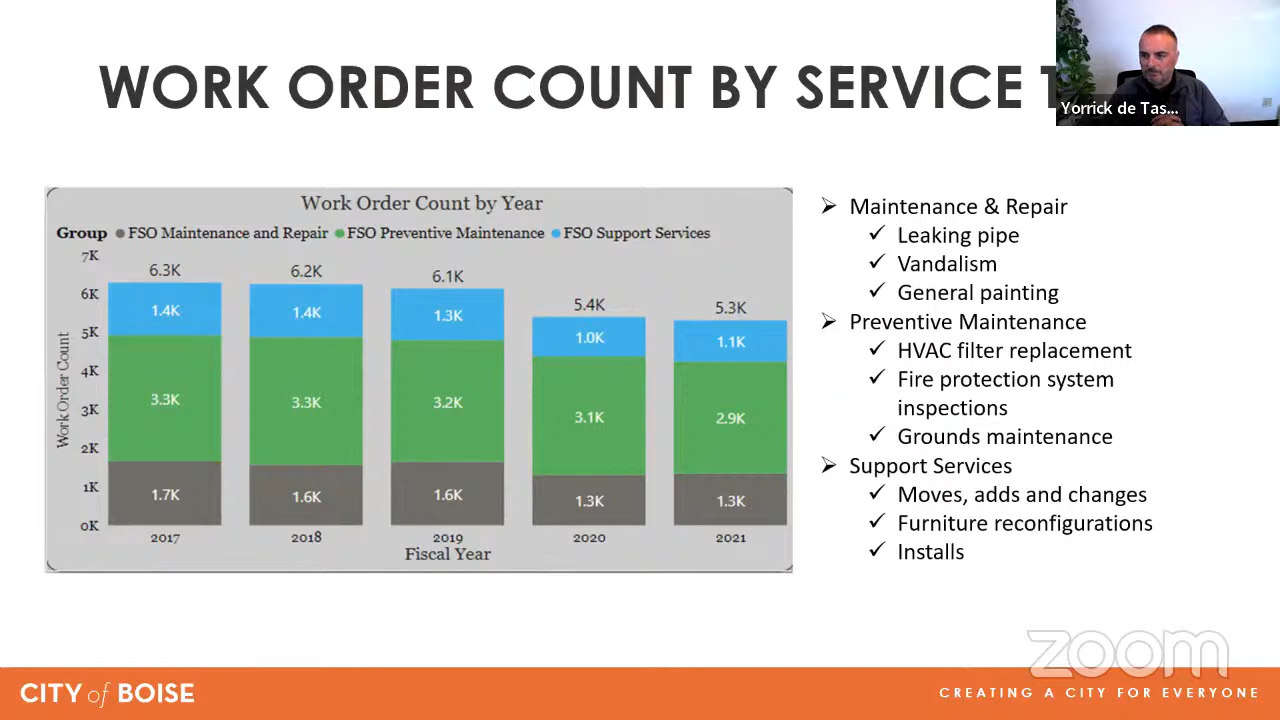 WORK ORDER COUNT BY SERVICE
Yorrick de Tas...
Work Order Count by Year
Group FSO Maintenance and Repair FSO Preventive Maintenance FSO Support Services
7K
6K
5K
4K
3K
2K
1K
0K
Work Order Count
6.3K
6.2K
6.1K
5.4K
5.3K
1.4K
1.4K
1.3K
1.0K
1.1K
3.3K
3.3K
3.2K
3.1K
2.9K
1.7K
1.6K
1.6K
1.3K
1.3K
2017
2018
2019
2020
2021
Fiscal Year
Maintenance & Repair
Leaking pipe
Vandalism
General painting
Preventive Maintenance
HVAC filter replacement
Fire protection system
inspections
Grounds maintenance
Support Services
Moves, adds and changes
Furniture reconfigurations
Installs
zoom
CITY of BOISE
CREATING A CITY FOR EVERYONE